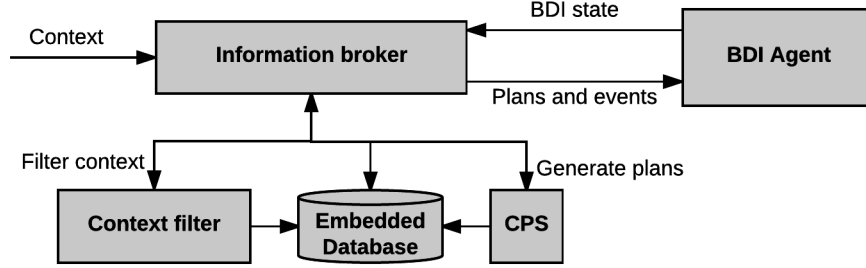 BDI state
Context
Information broker
BDI Agent
Plans and events
Filter context
Generate plans
Context filter
Embedded
Database
CPS